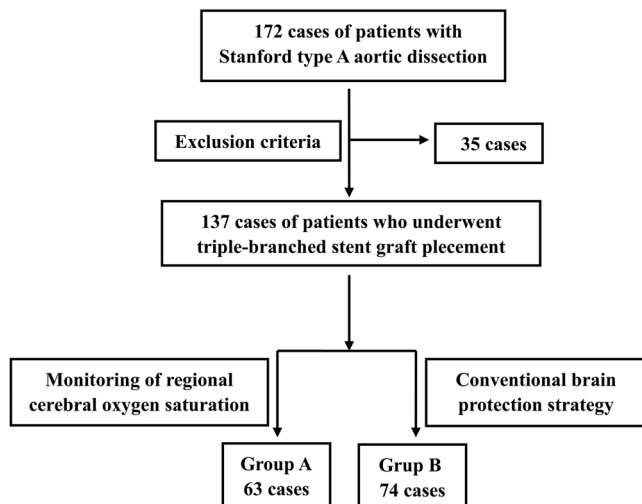 172 cases of patients with
Stanford type A aortic dissection
Exclusion criteria
35 cases
137 cases of patients who underwent
triple-branched stent graft plecement
Monitoring of regional
cerebral oxygen saturation
Conventional brain
protection strategy
Group A
63 cases
Grup B
74 cases